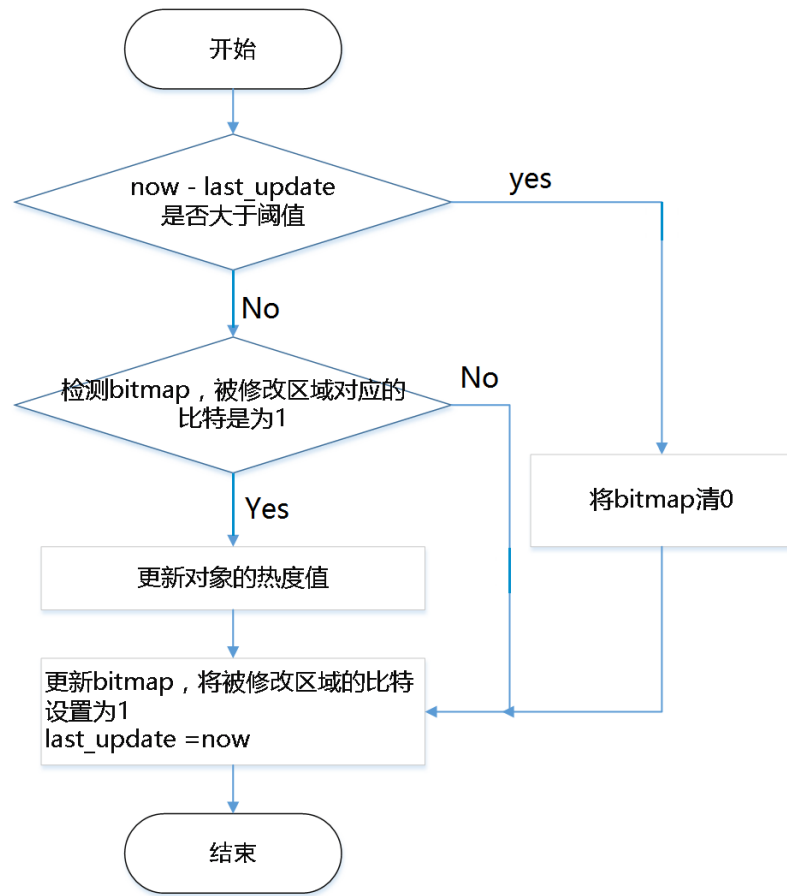 开始
now - last_update
是否大于阈值
yes
No
检测bitmap，被修改区域对应的
比特是为1
No
Yes
将bitmap清0
更新对象的热度值
更新bitmap，将被修改区域的比特
设置为1
last_update =now
结束